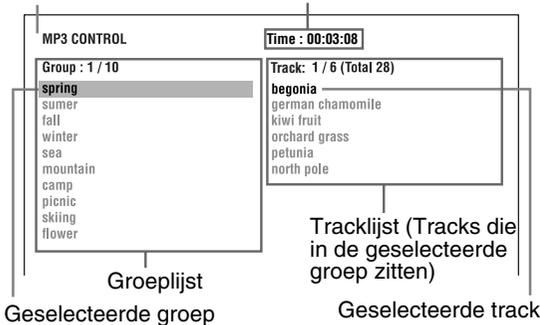 MP3 CONTROL
Time : 00:03:08
Group : 1 / 10
spring
sumer
fall
winter
sea
mountain
camp
picnic
skiing
flower
Track: 1 / 6 (Total 28)
begonia
german chamomile
kiwi fruit
orchard grass
petunia
north pole
Tracklijst (Tracks die
in de geselecteerde
groep zitten)
Groeplijst
Geselecteerde groep
Geselecteerde track